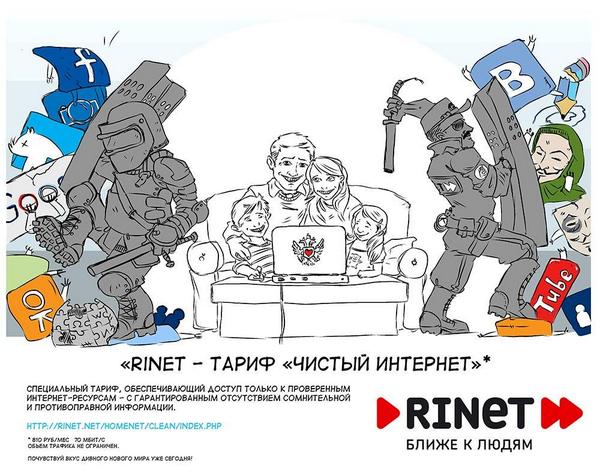 f
GOO
B
OK
Tube
«RINET – ТАРИФ «ЧИСТЫЙ ИНТЕРНЕТ»*
СПЕЦИАЛЬНЫЙ ТАРИФ, ОБЕСПЕЧИВАЮЩИЙ ДОСТУП ТОЛЬКО К ПРОВЕРЕННЫМ
ИНТЕРНЕТ-РЕСУРСАМ – С ГАРАНТИРОВАННЫМ ОТСУТСТВИЕМ СОМНИТЕЛЬНОЙ
И ПРОТИВОПРАВНОЙ ИНФОРМАЦИИ.
HTTP://RINET.NET/HOMENET/CLEAN/INDEX.PHP
* 810 РУБ/МЕС 70 МБИТ/С
ОБЪЕМ ТРАФИКА НЕ ОГРАНИЧЕН.
ПОЧУВСТВУЙ ВКУС ДИВНОГО НОВОГО МИРА УЖЕ СЕГОДНЯ!
RINET
БЛИЖЕ К ЛЮДЯМ